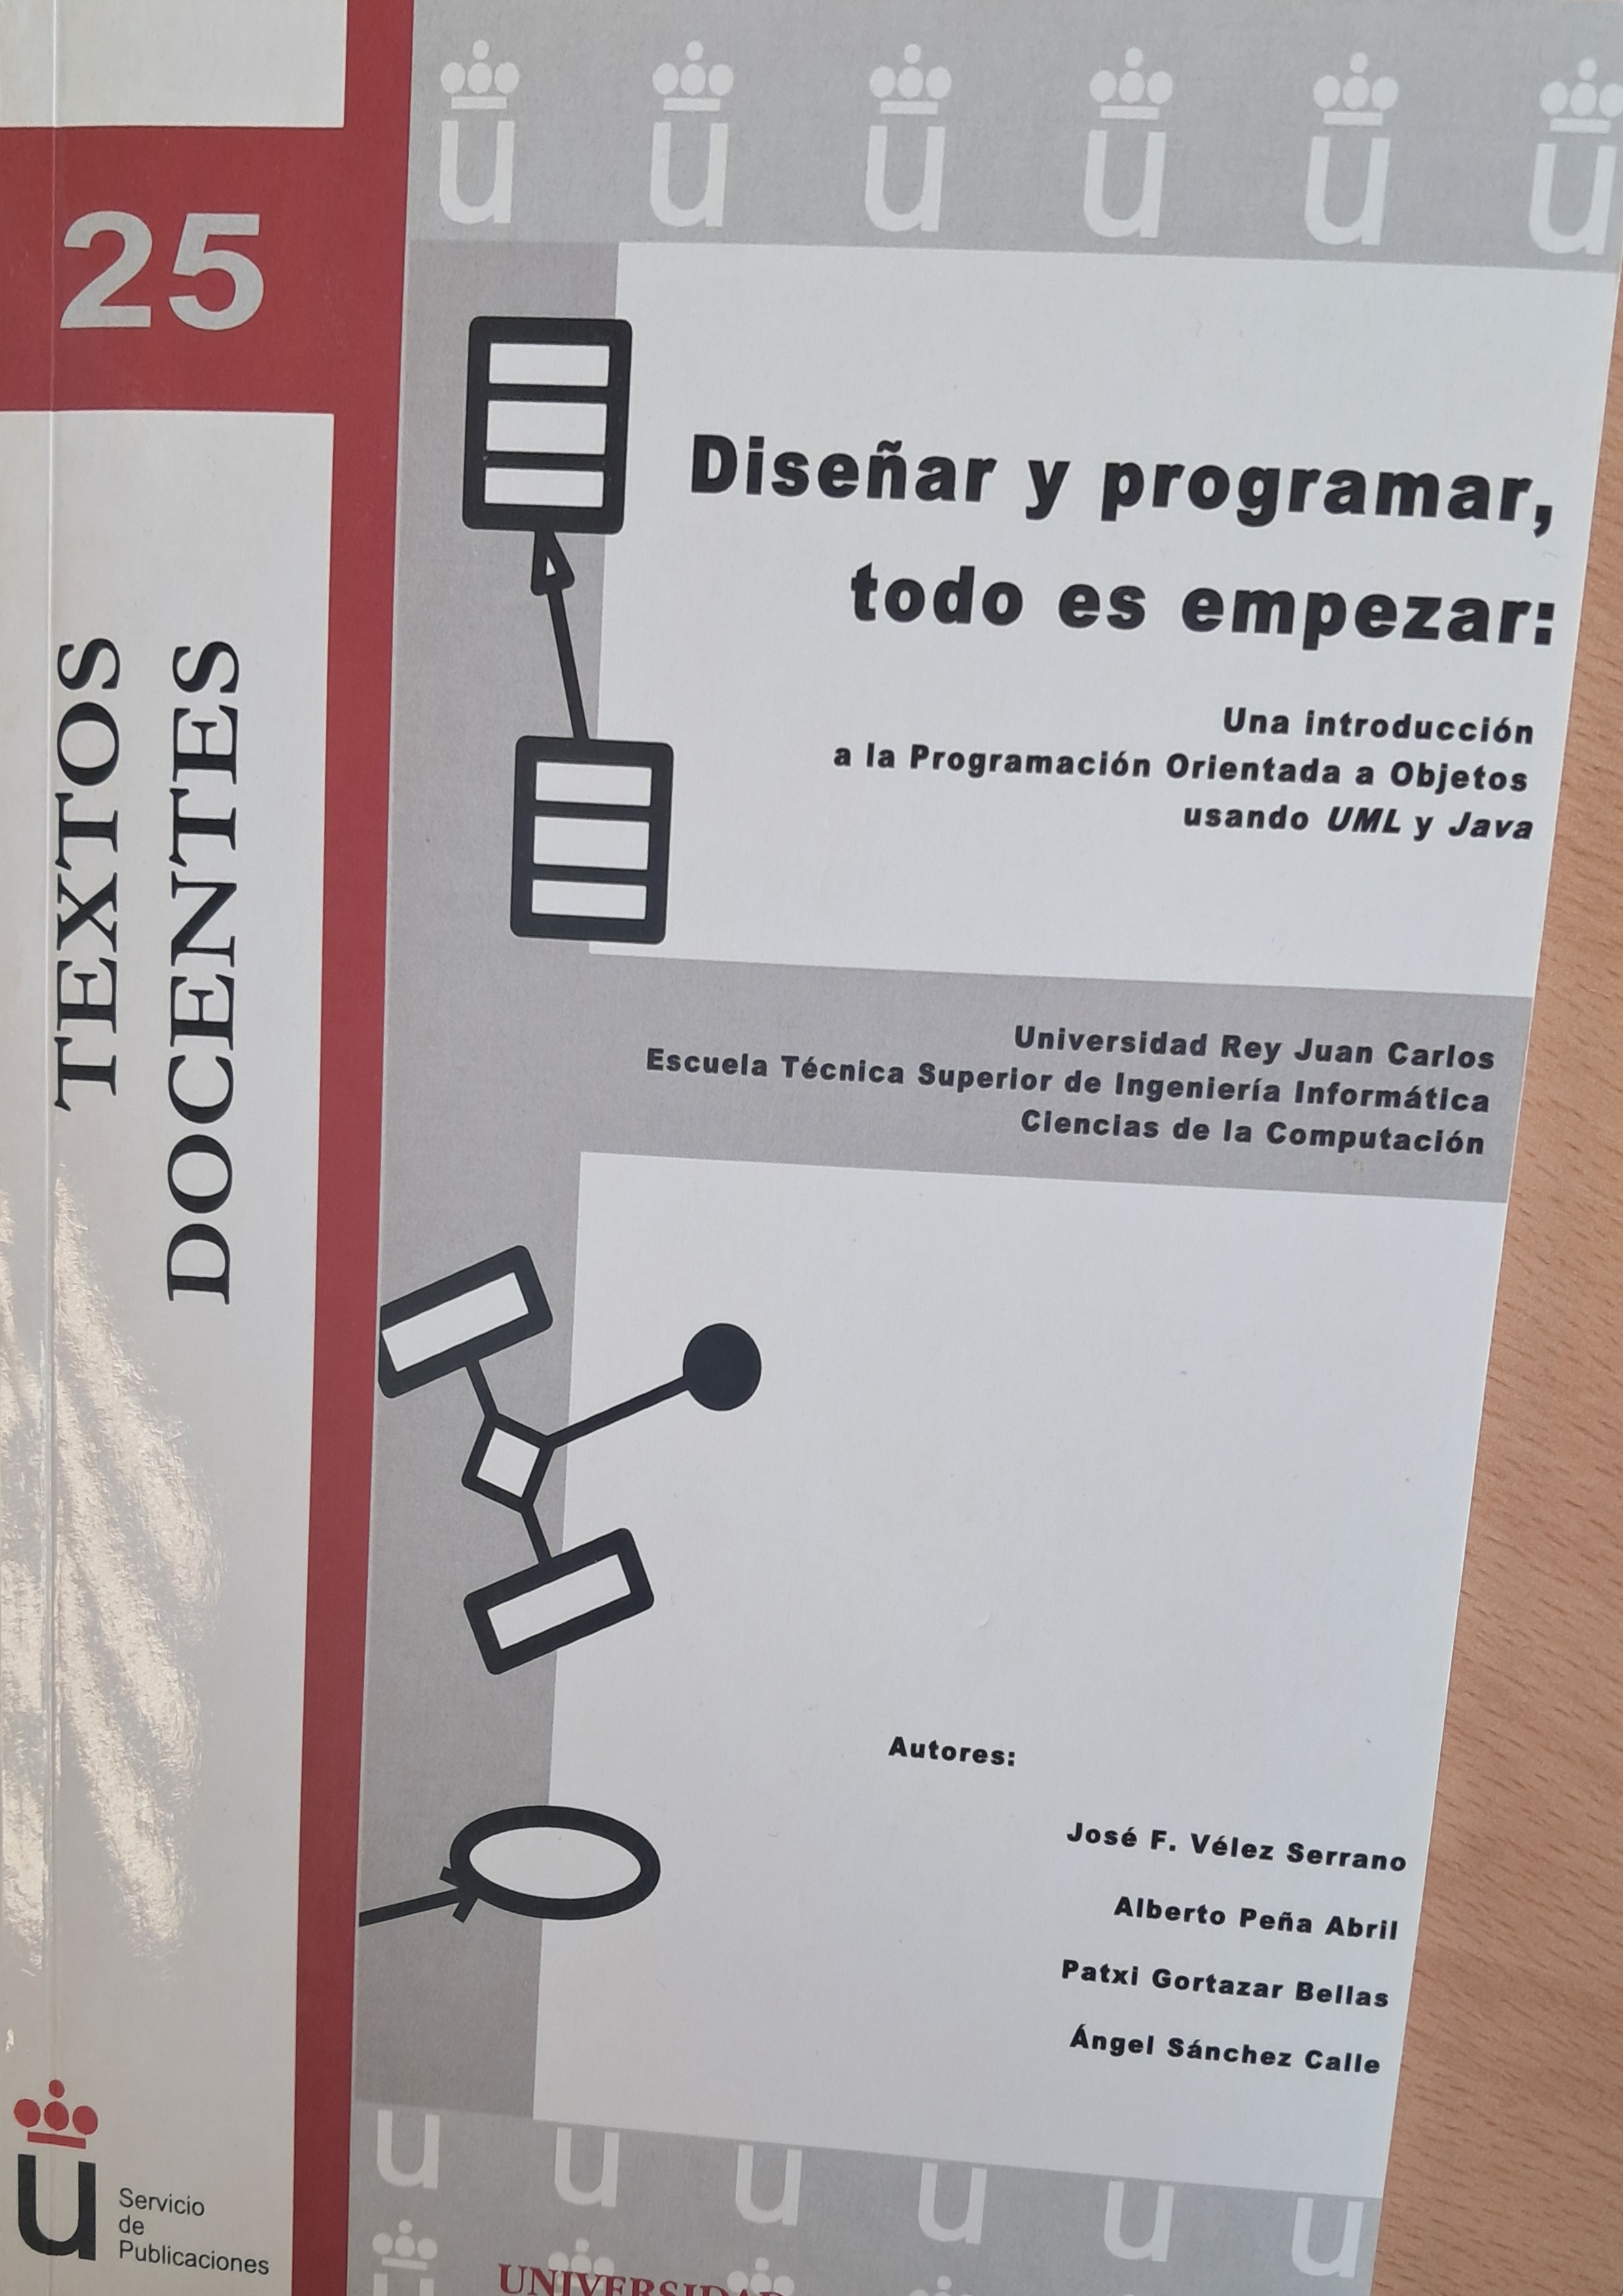 25
TEXTOS
DOCENTES
Diseñar y programar,
todo es empezar:
Una introducción
a la Programación Orientada a Objetos
usando UML y Java
Universidad Rey Juan Carlos
Escuela Técnica Superior de Ingeniería Informática
Ciencias de la Computación
Autores:
José F. Vélez Serrano
Alberto Peña Abril
Patxi Gortazar Bellas
Ángel Sánchez Calle
u
Servicio
de
Publicaciones
u u u u u u
u u u u u u